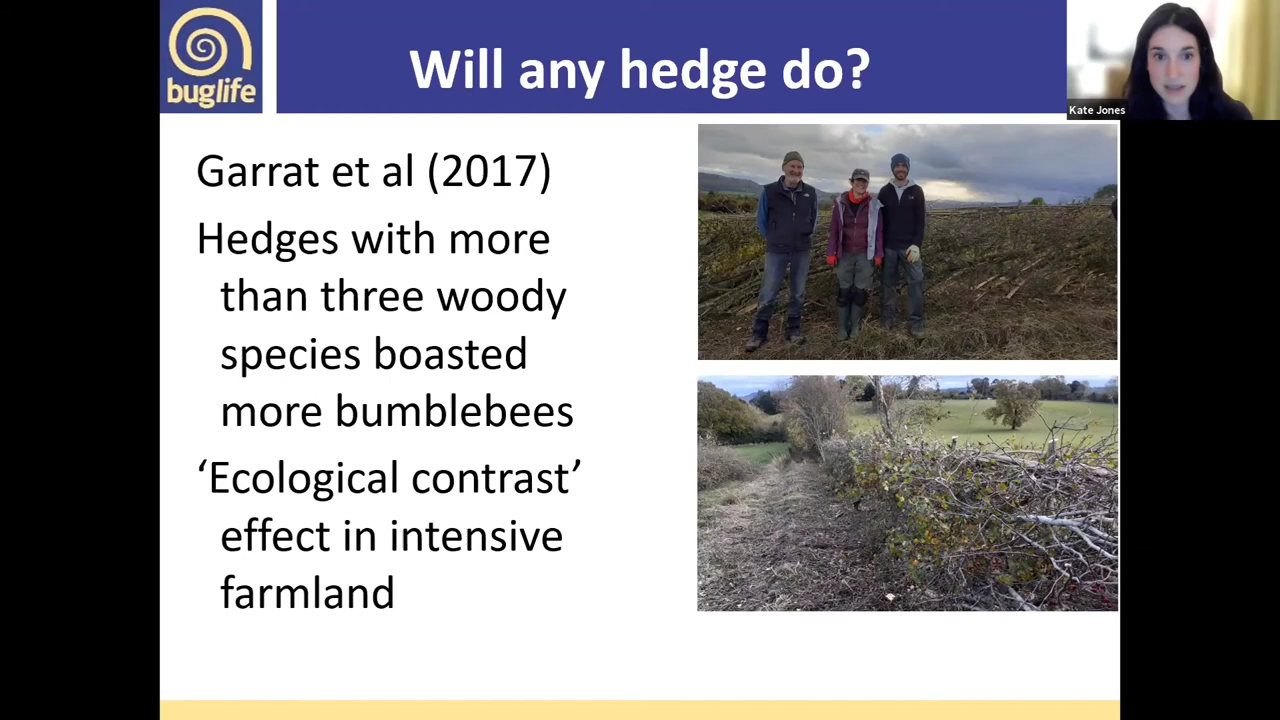 buglife
Will any hedge do?
Kate Jones
Garrat et al (2017)
Hedges with more
than three woody
species boasted
more bumblebees
‘Ecological contrast’
effect in intensive
farmland